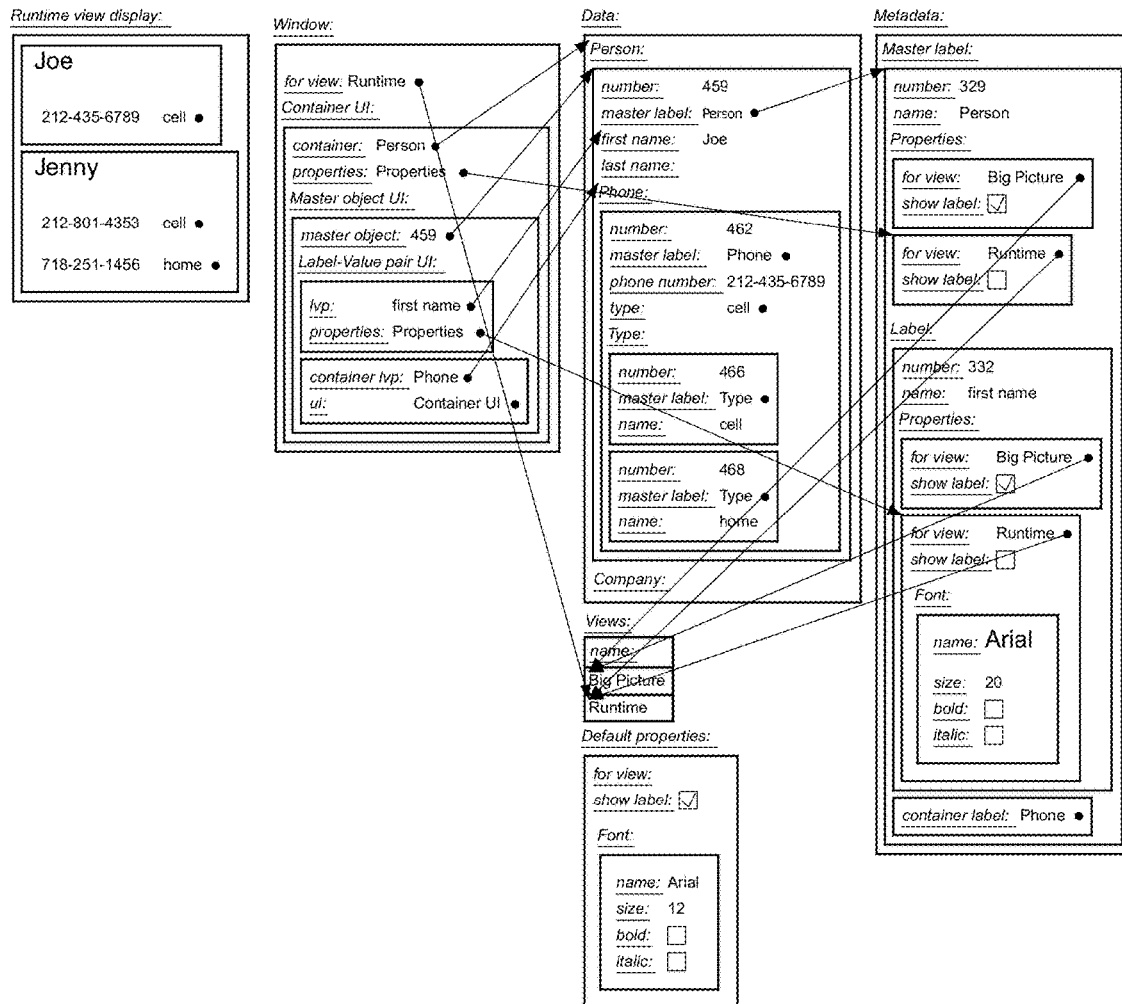 Runtime view display:
Joe
212-435-6789 cell
Jenny
212-801-4353 cell
718-251-1456 home
Window:
for view: Runtime
Container UI:
container: Person
properties: Properties
Master object UI:
master object: 459
Label-Value pair UI:
lvp: first name
properties: Properties
container lvp: Phone
ui: Container UI
Data:
Person:
number: 459
master label: Person
first name: Joe
last name:
Phone:
number: 462
master label: Phone
phone number: 212-435-6789
type: cell
Type:
number: 466
master label: Type
name: cell
number: 468
master label: Type
name: home
Company:
Views:
name:
Big Picture
Runtime
Default properties:
for view:
show label:
Font:
name: Arial
size: 12
bold:
italic:
Metadata:
Master label:
number: 329
name: Person
Properties:
for view: Big Picture
show label:
for view: Runtime
show label:
Label:
number: 332
name: first name
Properties:
for view: Big Picture
show label:
for view: Runtime
show label:
Font:
name: Arial
size: 20
bold:
italic:
container label: Phone